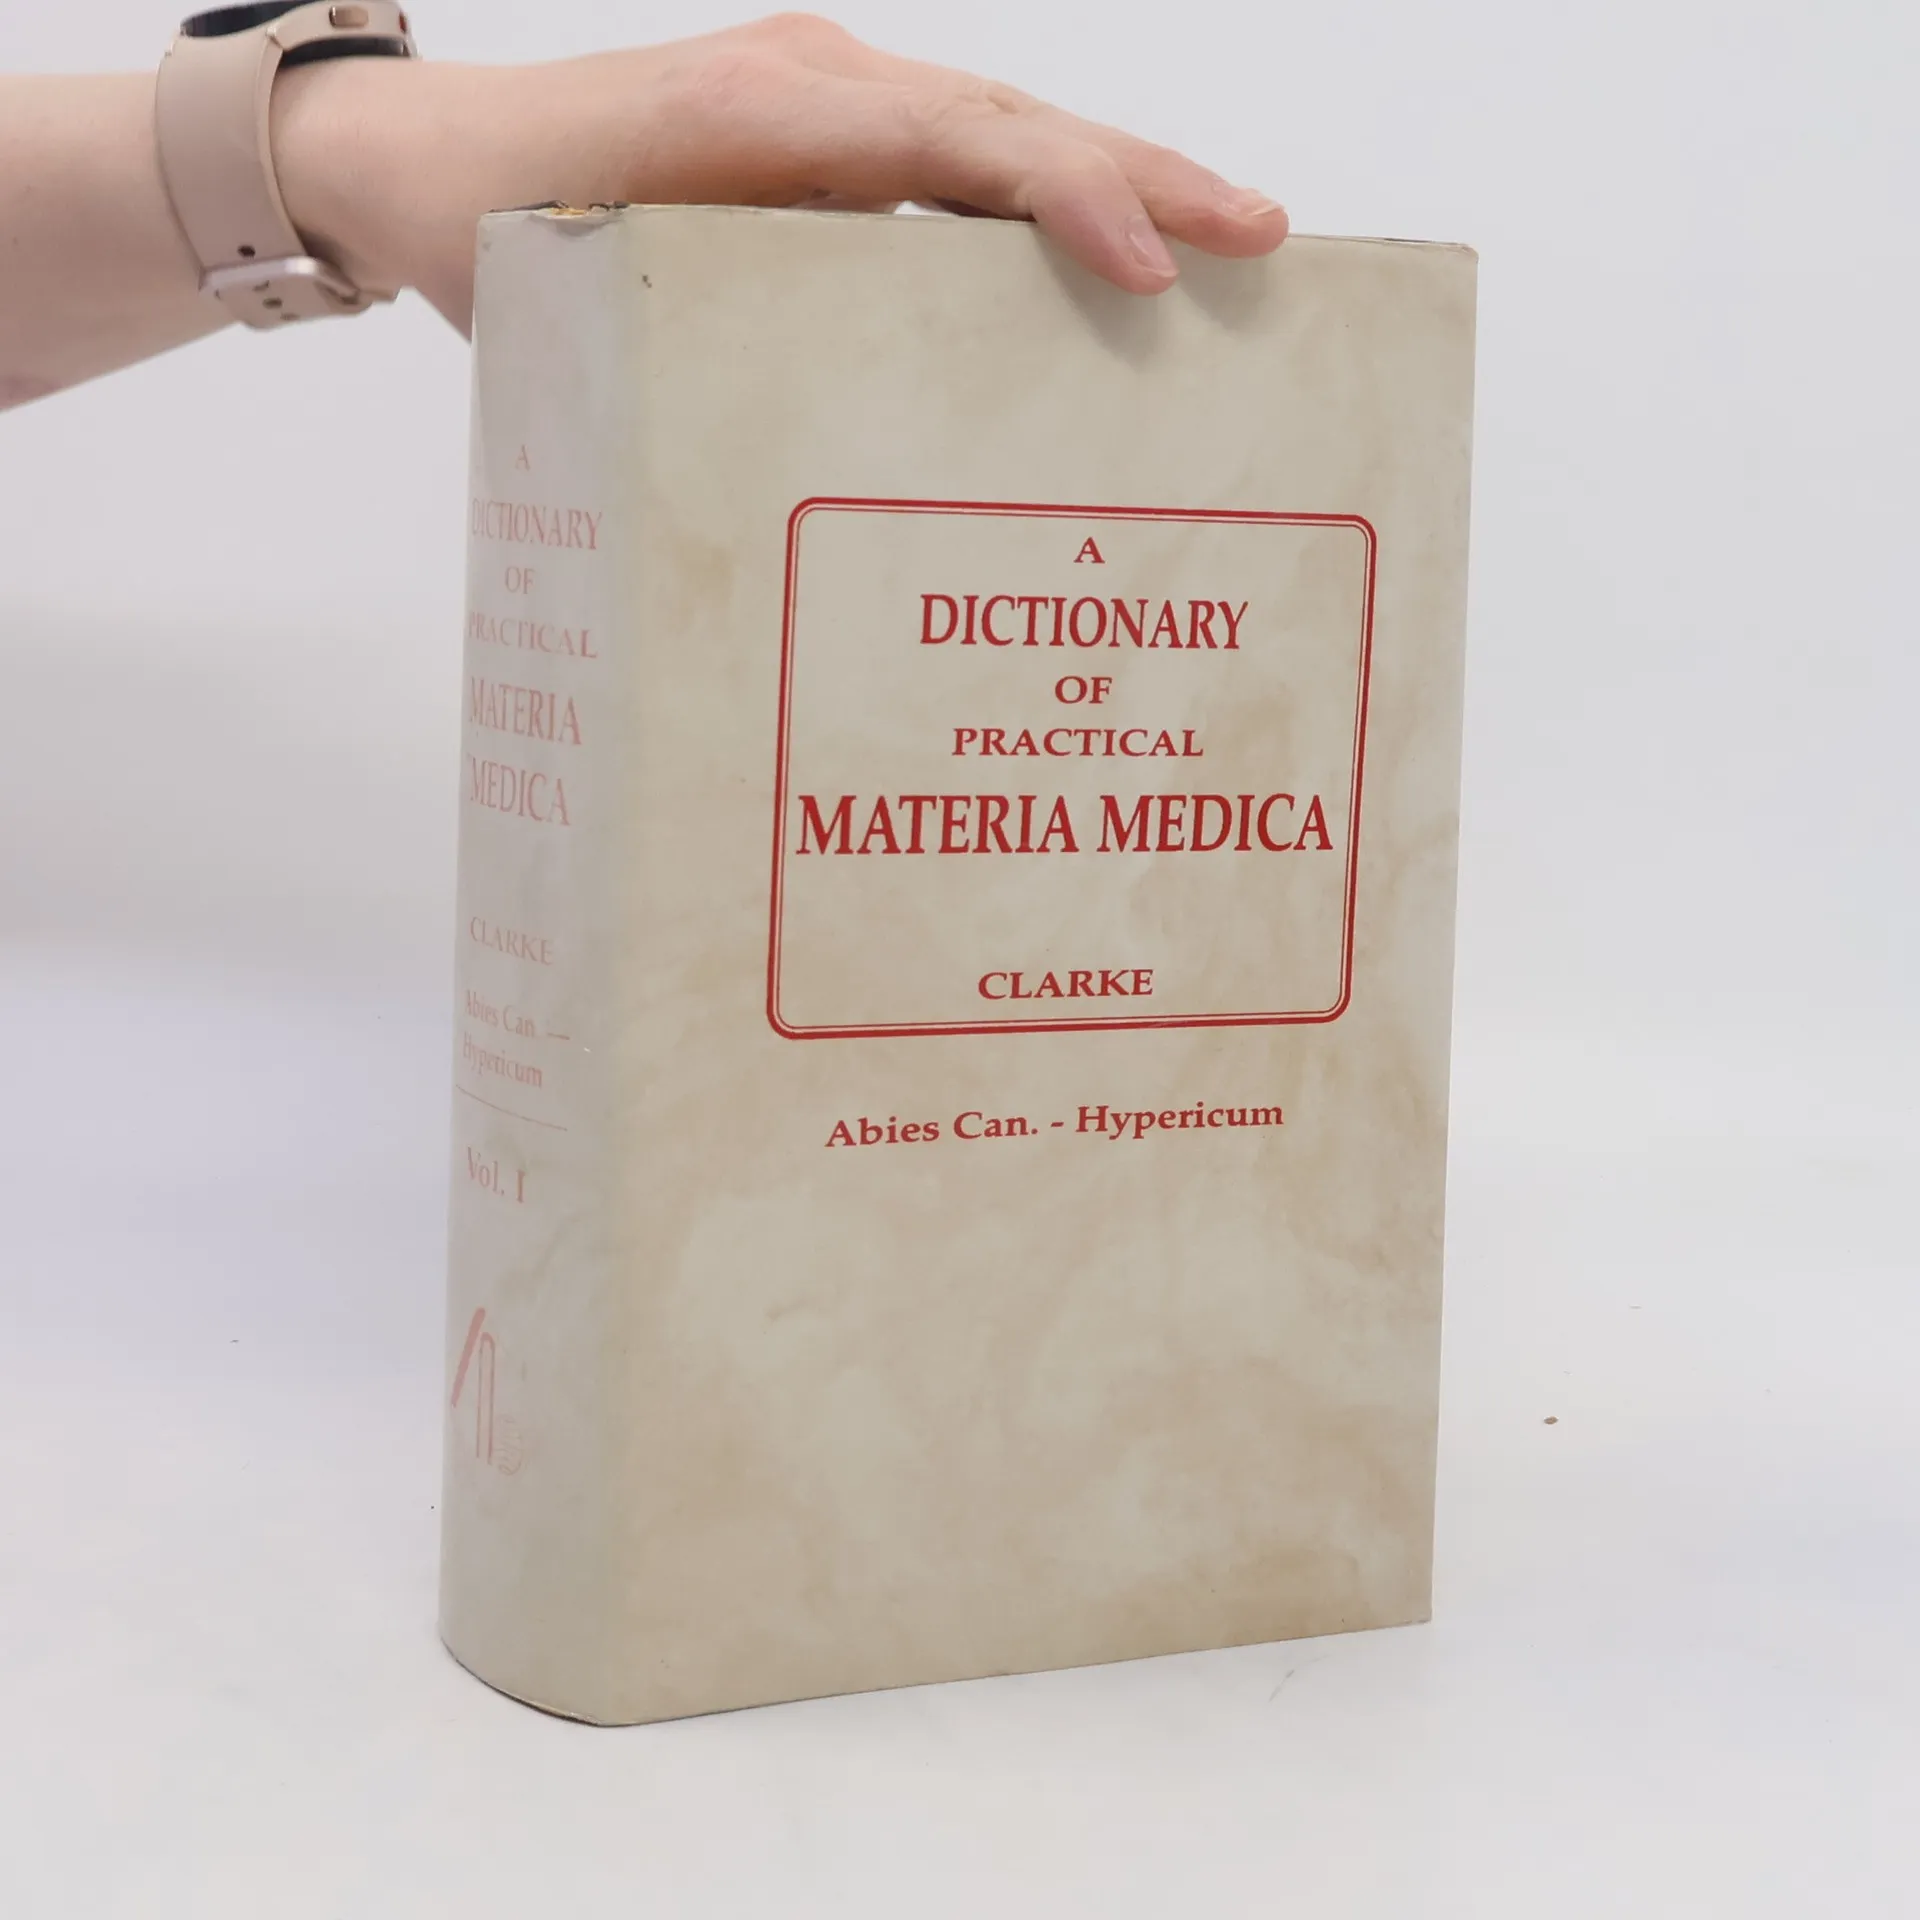 A
DICTIONARY
OF
PRACTICAL
MATERIA
MEDICA
CLARKE
Abies Can. —
Hypericum
Vol. I
A
DICTIONARY
OF
PRACTICAL
MATERIA MEDICA
CLARKE
Abies Can. - Hypericum